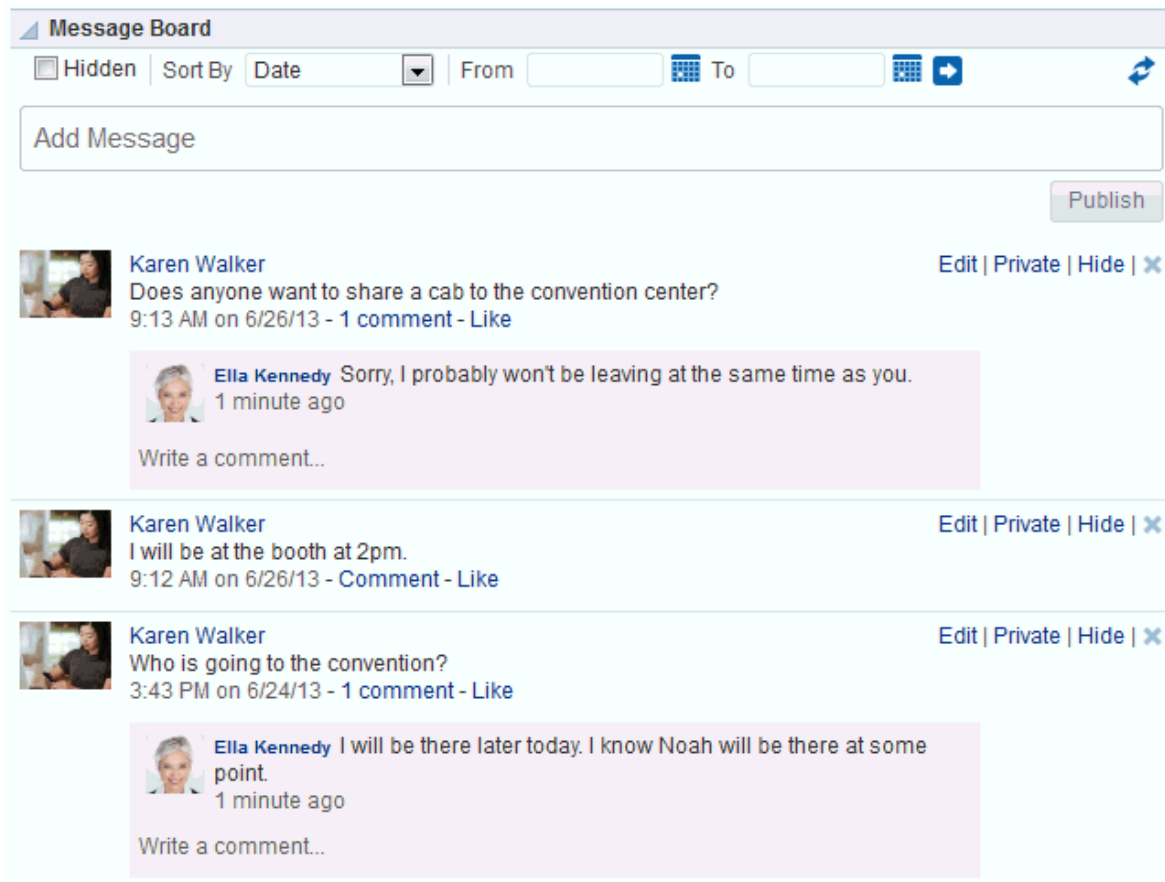 Message Board
Hidden Sort By Date From To
Add Message
Publish
Karen Walker Edit | Private | Hide |
Does anyone want to share a cab to the convention center?
9:13 AM on 6/26/13 - 1 comment - Like
Ella Kennedy Sorry, I probably won't be leaving at the same time as you.
1 minute ago
Write a comment...
Karen Walker Edit | Private | Hide |
I will be at the booth at 2pm.
9:12 AM on 6/26/13 - Comment - Like
Karen Walker Edit | Private | Hide |
Who is going to the convention?
3:43 PM on 6/24/13 - 1 comment - Like
Ella Kennedy I will be there later today. I know Noah will be there at some
point.
1 minute ago
Write a comment...